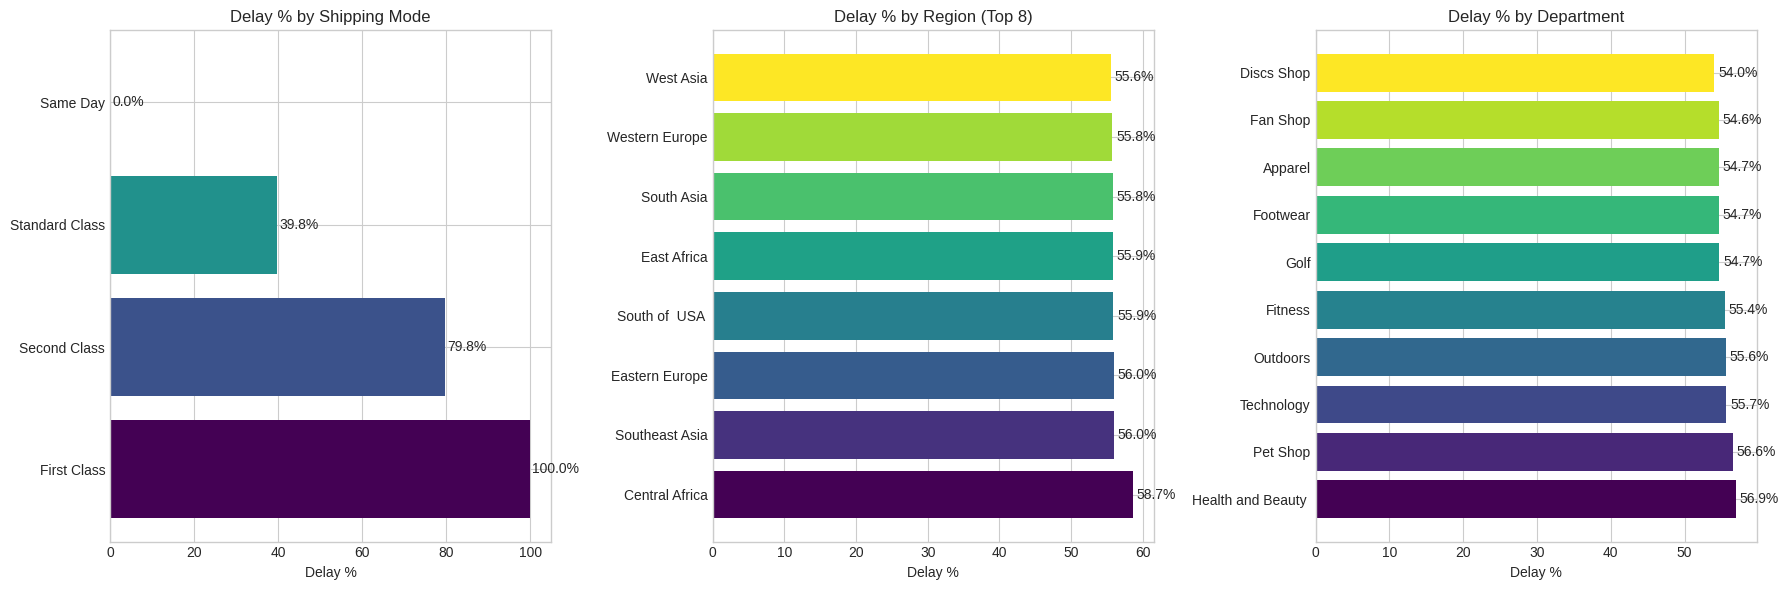 Delay % by Shipping Mode
Same Day
0.0%
Standard Class
39.8%
Second Class
79.8%
First Class
100.0%
0 20 40 60 80 100
Delay %
Delay % by Region (Top 8)
West Asia
55.6%
Western Europe
55.8%
South Asia
55.8%
East Africa
55.9%
South of  USA
55.9%
Eastern Europe
56.0%
Southeast Asia
56.0%
Central Africa
58.7%
0 10 20 30 40 50 60
Delay %
Delay % by Department
Discs Shop
54.0%
Fan Shop
54.6%
Apparel
54.7%
Footwear
54.7%
Golf
54.7%
Fitness
55.4%
Outdoors
55.6%
Technology
55.7%
Pet Shop
56.6%
Health and Beauty
56.9%
0 10 20 30 40 50
Delay %